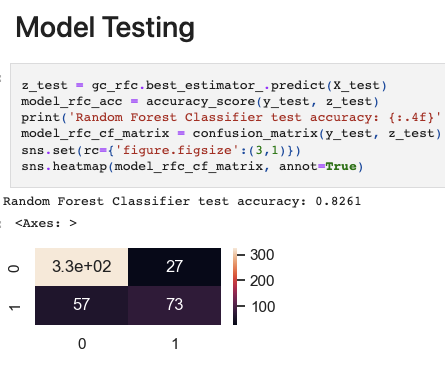 Model Testing
z_test = gc_rfc.best_estimator_.predict(X_test)
model_rfc_acc = accuracy_score(y_test, z_test)
print('Random Forest Classifier test accuracy: {:.4f}'
model_rfc_cf_matrix = confusion_matrix(y_test, z_test)
sns.set(rc={'figure.figsize':(3,1)})
sns.heatmap(model_rfc_cf_matrix, annot=True)
Random Forest Classifier test accuracy: 0.8261
<Axes: >
0 3.3e+02 27 300
200
1 57 73 100
0 1